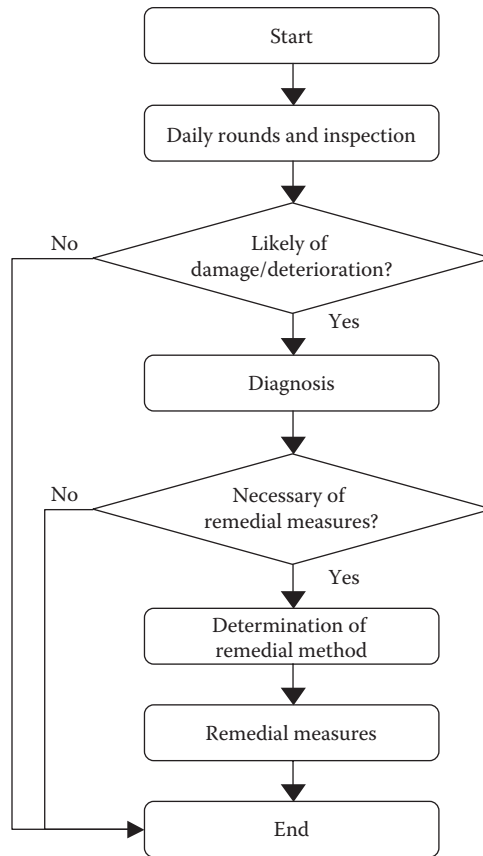 Start
Daily rounds and inspection
No
Likely of
damage/deterioration?
Yes
Diagnosis
No
Necessary of
remedial measures?
Yes
Determination of
remedial method
Remedial measures
End